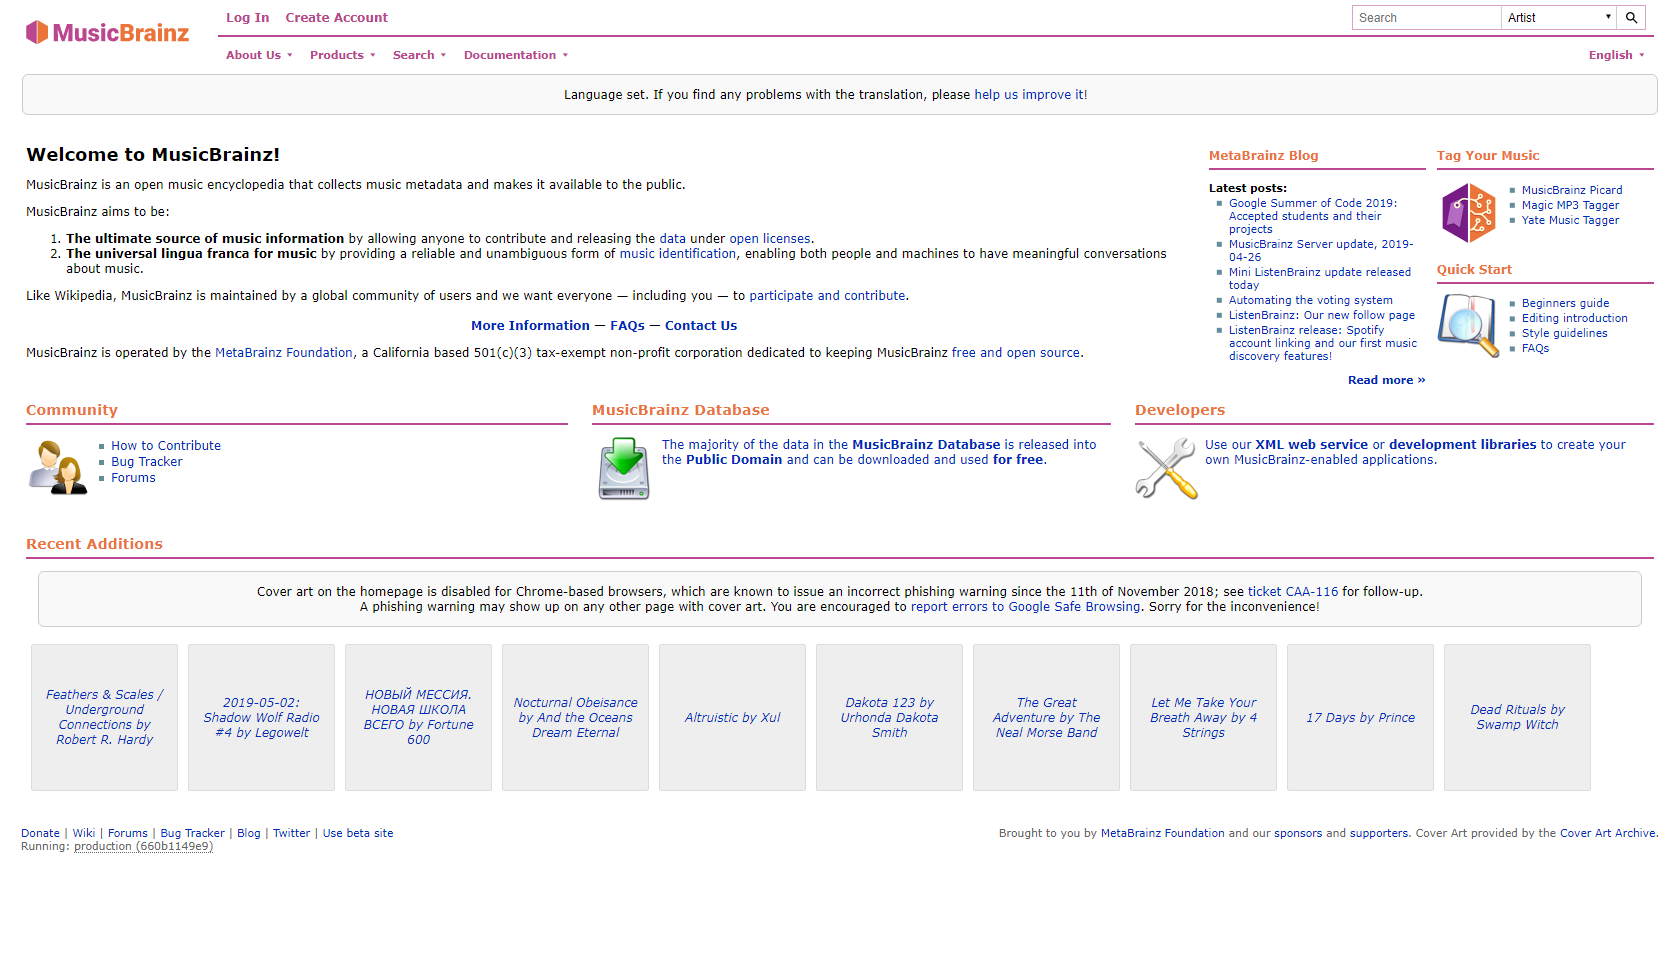 MusicBrainz
Log In Create Account
Search Artist
About Us Products Search Documentation
English
Language set. If you find any problems with the translation, please help us improve it!
Welcome to MusicBrainz!
MusicBrainz is an open music encyclopedia that collects music metadata and makes it available to the public.
MusicBrainz aims to be:
1. The ultimate source of music information by allowing anyone to contribute and releasing the data under open licenses.
2. The universal lingua franca for music by providing a reliable and unambiguous form of music identification, enabling both people and machines to have meaningful conversations
about music.
Like Wikipedia, MusicBrainz is maintained by a global community of users and we want everyone — including you — to participate and contribute.
More Information — FAQs — Contact Us
MusicBrainz is operated by the MetaBrainz Foundation, a California based 501(c)(3) tax-exempt non-profit corporation dedicated to keeping MusicBrainz free and open source.
MetaBrainz Blog
Latest posts:
Google Summer of Code 2019:
Accepted students and their
projects
MusicBrainz Server update, 2019-
04-26
Mini ListenBrainz update released
today
Automating the voting system
ListenBrainz: Our new follow page
ListenBrainz release: Spotify
account linking and our first music
discovery features!
Read more »
Tag Your Music
MusicBrainz Picard
Magic MP3 Tagger
Yate Music Tagger
Quick Start
Beginners guide
Editing introduction
Style guidelines
FAQs
Community
How to Contribute
Bug Tracker
Forums
MusicBrainz Database
The majority of the data in the MusicBrainz Database is released into
the Public Domain and can be downloaded and used for free.
Developers
Use our XML web service or development libraries to create your
own MusicBrainz-enabled applications.
Recent Additions
Cover art on the homepage is disabled for Chrome-based browsers, which are known to issue an incorrect phishing warning since the 11th of November 2018; see ticket CAA-116 for follow-up.
A phishing warning may show up on any other page with cover art. You are encouraged to report errors to Google Safe Browsing. Sorry for the inconvenience!
Feathers & Scales /
Underground
Connections by
Robert R. Hardy
2019-05-02:
Shadow Wolf Radio
#4 by Legowelt
НОВЫЙ МЕССИЯ.
НОВАЯ ШКОЛА
ВСЕГО by Fortune
600
Nocturnal Obeisance
by And the Oceans
Dream Eternal
Altruistic by Xul
Dakota 123 by
Urhonda Dakota
Smith
The Great
Adventure by The
Neal Morse Band
Let Me Take Your
Breath Away by 4
Strings
17 Days by Prince
Dead Rituals by
Swamp Witch
Donate | Wiki | Forums | Bug Tracker | Blog | Twitter | Use beta site
Running: production (660b1149e9)
Brought to you by MetaBrainz Foundation and our sponsors and supporters. Cover Art provided by the Cover Art Archive.